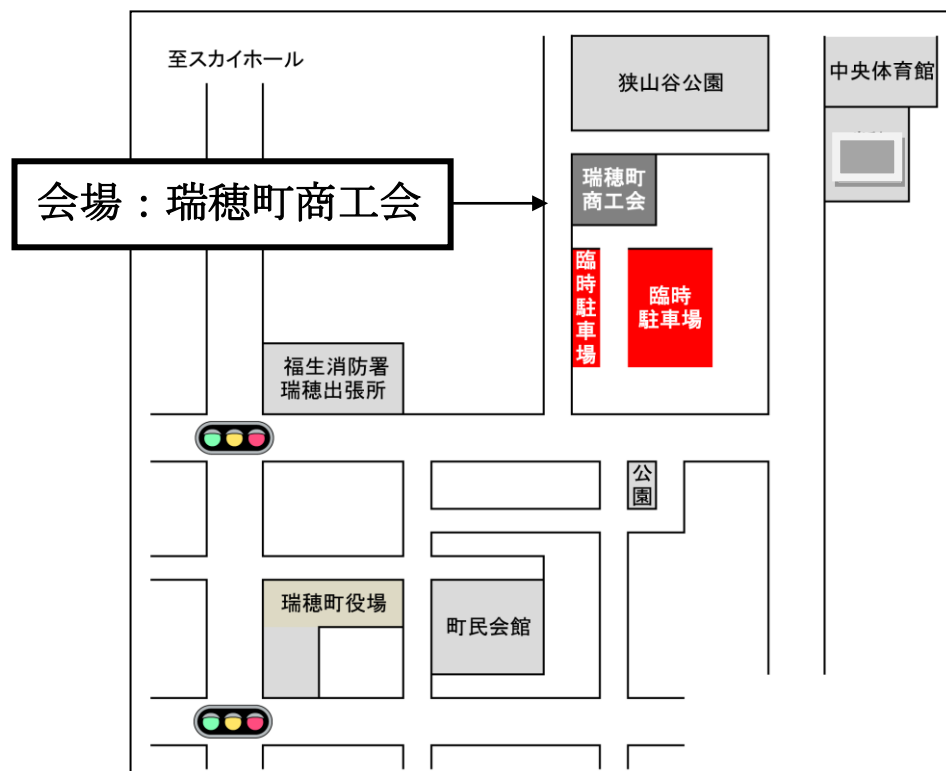 至スカイホール
狭山谷公園
中央体育館
会場：瑞穂町商工会
瑞穂町
商工会
臨時駐車場
臨時
駐車場
福生消防署
瑞穂出張所
公園
瑞穂町役場
町民会館